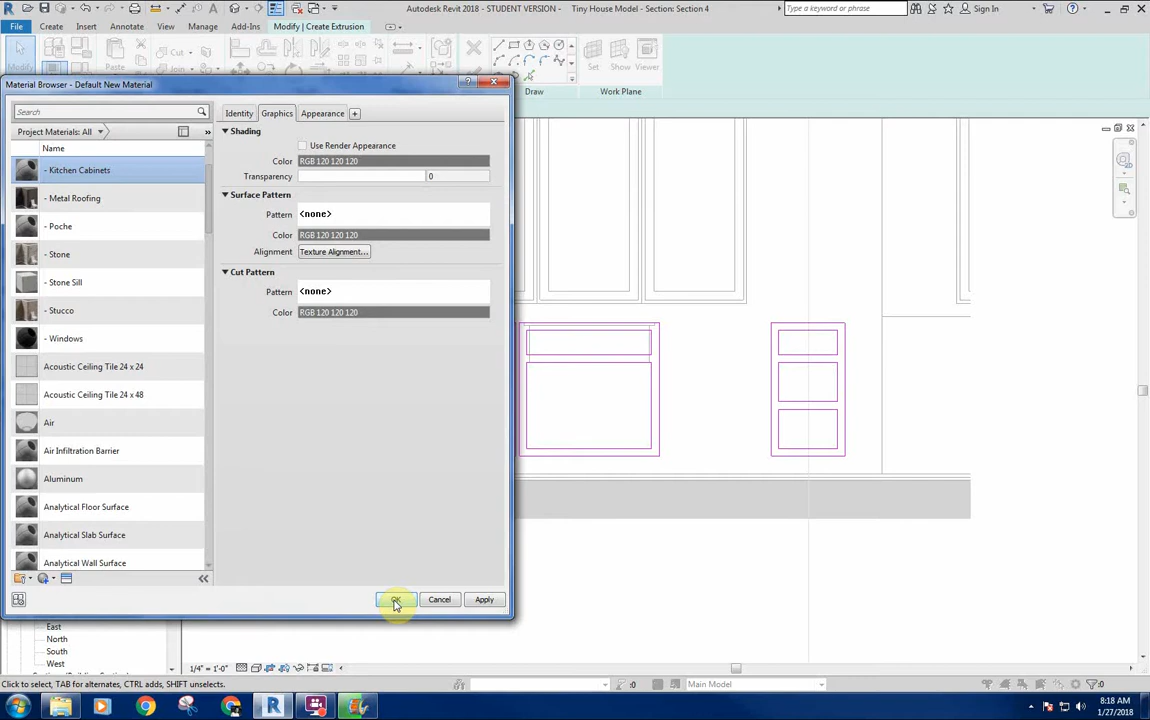 Autodesk Revit 2018 - STUDENT VERSION - Tiny House Model - Section: Section 4
Type a keyword or phrase
Sign In
File
Create
Insert
Annotate
View
Manage
Add-Ins
Modify | Create Extrusion
Modify
Paste
Cut
Join
Set
Show
Viewer
Draw
Work Plane
Material Browser - Default New Material
Search
Project Materials: All
Name
- Kitchen Cabinets
- Metal Roofing
- Poche
- Stone
- Stone Sill
- Stucco
- Windows
Acoustic Ceiling Tile 24 x 24
Acoustic Ceiling Tile 24 x 48
Air
Air Infiltration Barrier
Aluminum
Analytical Floor Surface
Analytical Slab Surface
Analytical Wall Surface
Identity
Graphics
Appearance
Shading
Use Render Appearance
Color
RGB 120 120 120
Transparency
0
Surface Pattern
Pattern
<none>
Color
RGB 120 120 120
Alignment
Texture Alignment...
Cut Pattern
Pattern
<none>
Color
RGB 120 120 120
OK
Cancel
Apply
East
North
South
West
1/4" = 1'-0"
Click to select, TAB for alternates, CTRL adds, SHIFT unselects.
:0
Main Model
:0
8:18 AM
1/27/2018